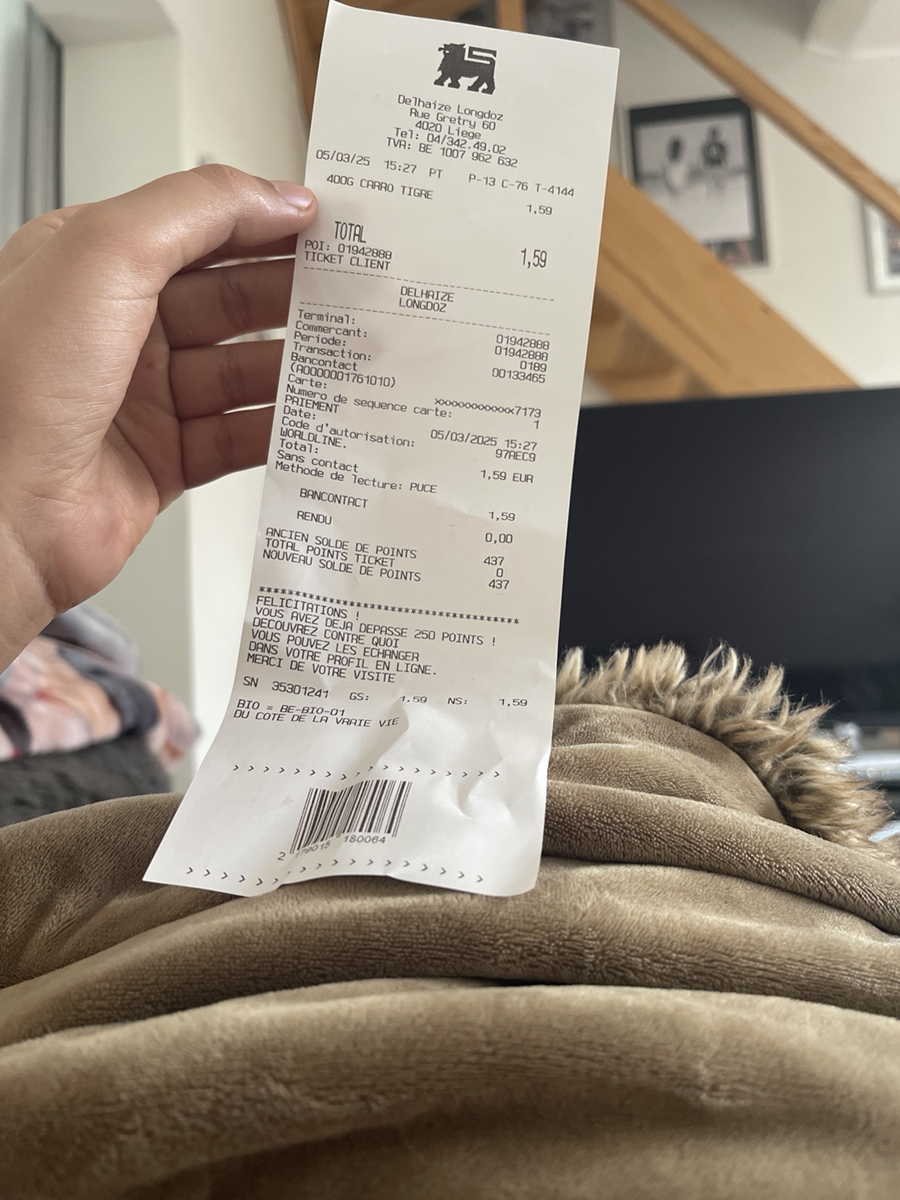 Delhaize Longdoz
Rue Gretry 60
4020 Liege
Tel: 04/342.49.02
TVA: BE 1007 962 632
05/03/25 15:27 PT P-13 C-76 T-4144
400G CARRO TIGRE 1,59
TOTAL 1,59
POI: 01942888
TICKET CLIENT
DELHAIZE
LONGDOZ
Terminal: 01942888
Commercant: 01942888
Periode: 0189
Transaction: 00133465
Bancontact
(A0000001761010)
Carte: xxxxxxxxxxxxx7173
Numero de sequence carte: 1
PAIEMENT
Date: 05/03/2025 15:27
Code d'autorisation: 97AEC9
WORLDLINE.
Total: 1,59 EUR
Sans contact
Methode de lecture: PUCE
BANCONTACT 1,59
RENDU 0,00
ANCIEN SOLDE DE POINTS 437
TOTAL POINTS TICKET 0
NOUVEAU SOLDE DE POINTS 437
************************************
FELICITATIONS !
VOUS AVEZ DEJA DEPASSE 250 POINTS !
DECOUVREZ CONTRE QUOI
VOUS POUVEZ LES ECHANGER
DANS VOTRE PROFIL EN LIGNE.
MERCI DE VOTRE VISITE
SN 35301241 GS: 1.59 NS: 1,59
BIO = BE-BIO-01
DU COTE DE LA VRAIE VIE
> > > > > > > > > > > > > > > >
2 180064
> > > > > > > > > > > > > > > >